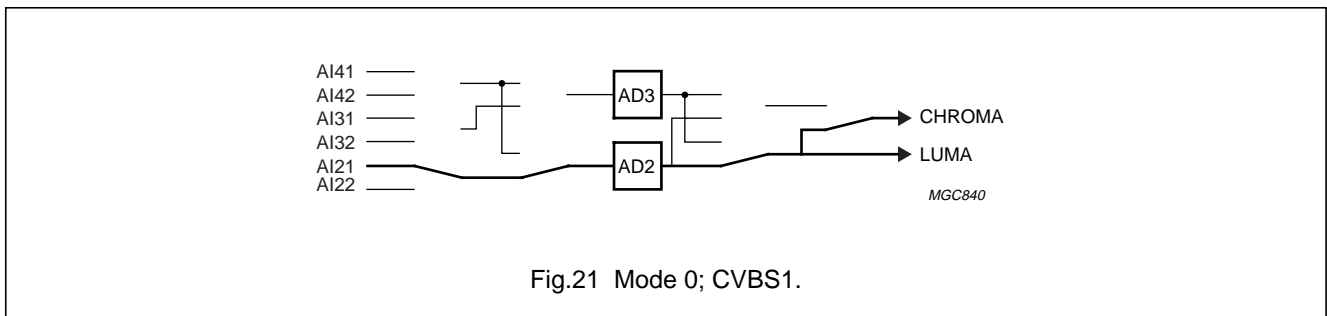 AI41
AI42
AI31
AI32
AI21
AI22
AD3
AD2
CHROMA
LUMA
MGC840
Fig.21 Mode 0; CVBS1.